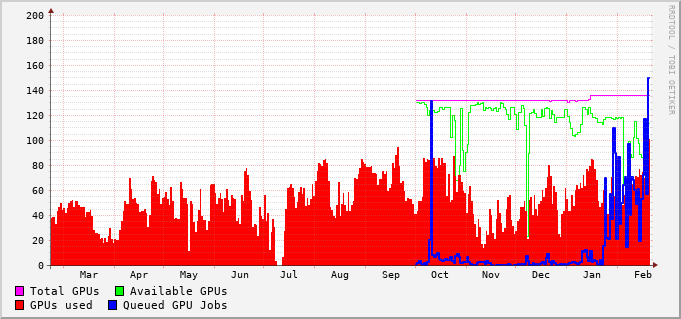 200
180
160
140
120
100
80
60
40
20
0
Mar Apr May Jun Jul Aug Sep Oct Nov Dec Jan Feb
Total GPUs Available GPUs
GPUs used Queued GPU Jobs
RRDTOOL / TOBI OETIKER